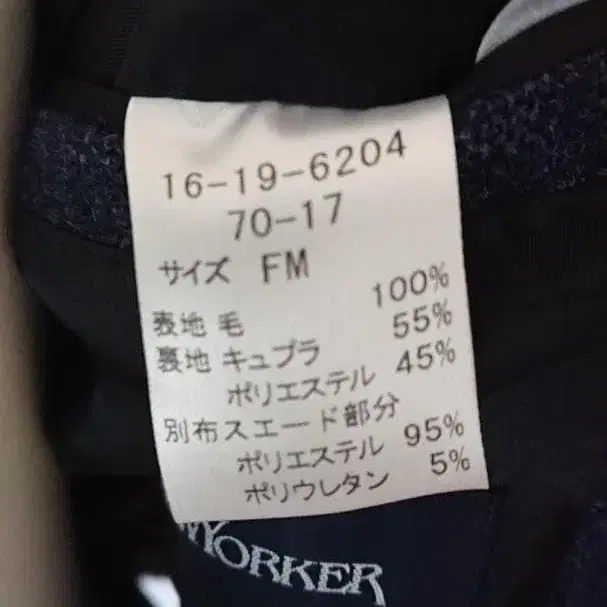 16-19-6204
70-17
サイズ FM
表地 毛 100%
裏地 キュプラ 55%
ポリエステル 45%
別布スエード部分
ポリエステル 95%
ポリウレタン 5%
YORKER